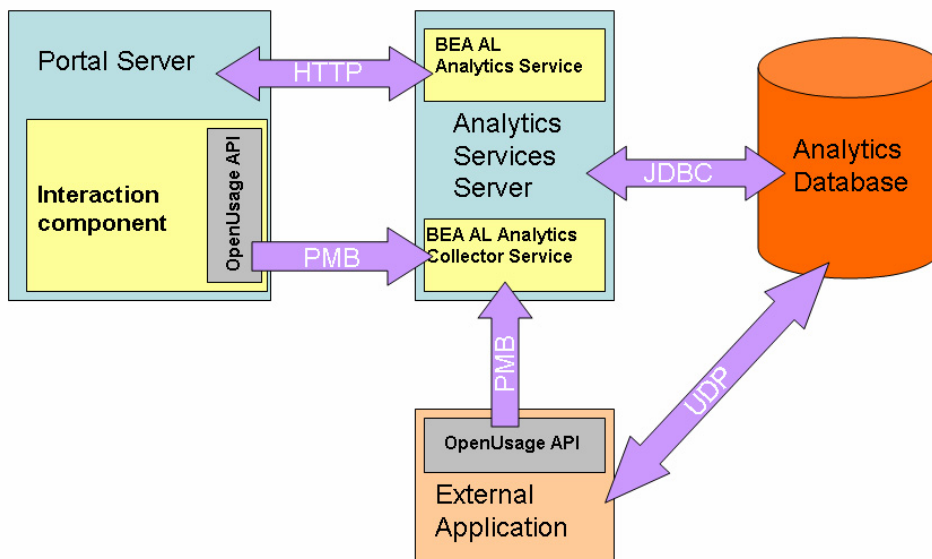 Portal Server
HTTP
BEA AL
Analytics Service
Interaction
component
OpenUsage API
PMB
Analytics
Services
Server
BEA AL Analytics
Collector Service
JDBC
Analytics
Database
PMB
UDP
OpenUsage API
External
Application